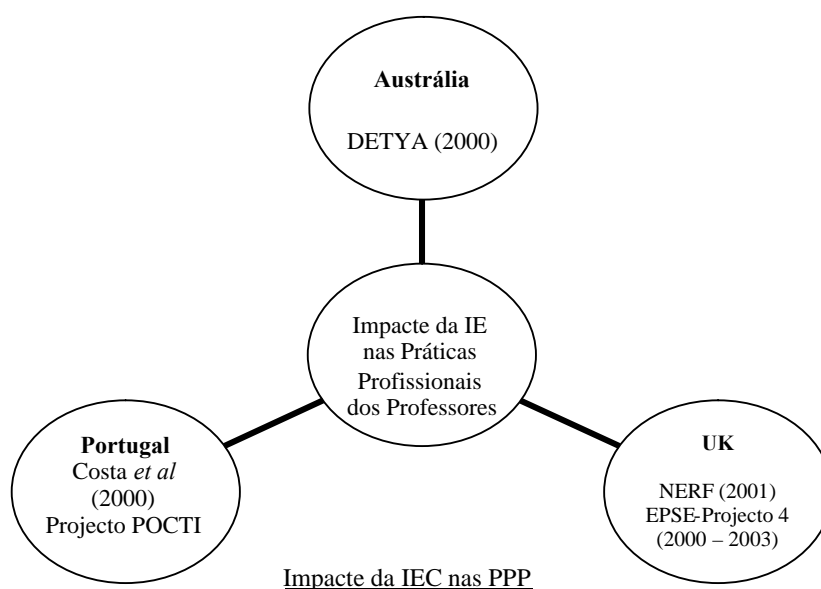 Austrália
DETYA (2000)
Impacte da IE
nas Práticas
Profissionais
dos Professores
Portugal
Costa et al
(2000)
Projecto POCTI
UK
NERF (2001)
EPSE-Projecto 4
(2000 – 2003)
Impacte da IEC nas PPP